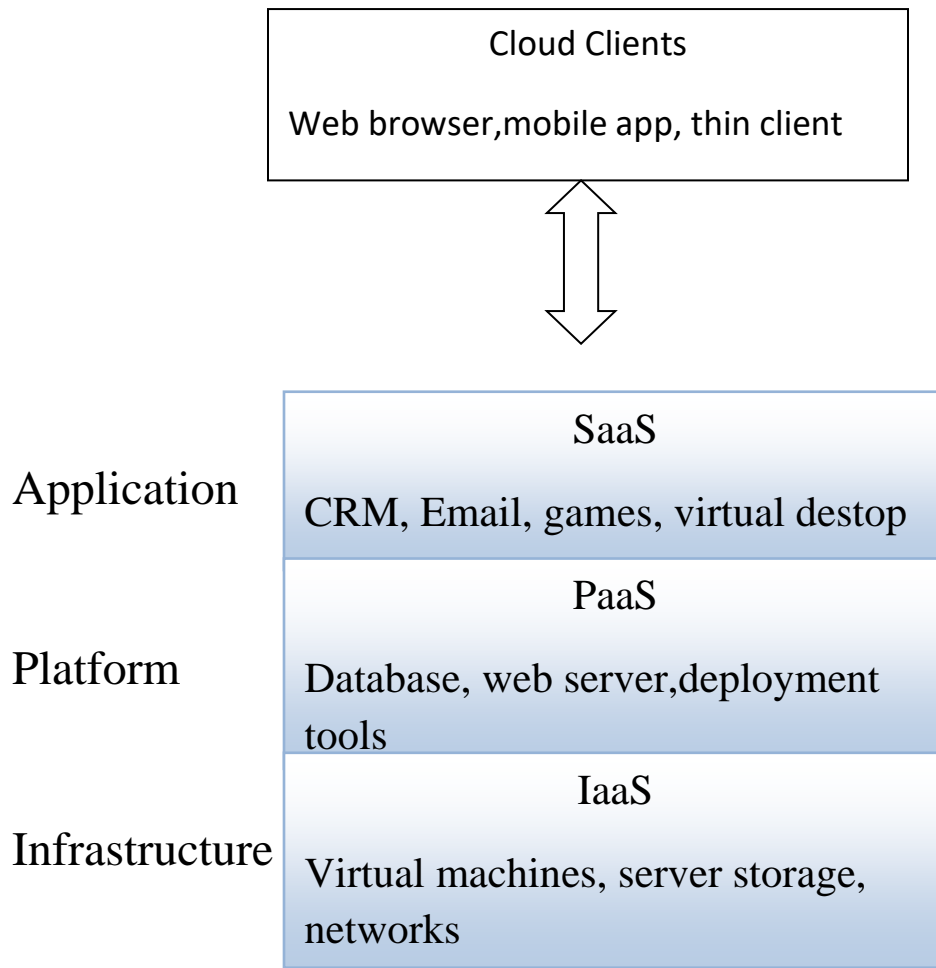 Cloud Clients
Web browser,mobile app, thin client
SaaS
Application
CRM, Email, games, virtual destop
PaaS
Platform
Database, web server,deployment
tools
IaaS
Infrastructure
Virtual machines, server storage,
networks